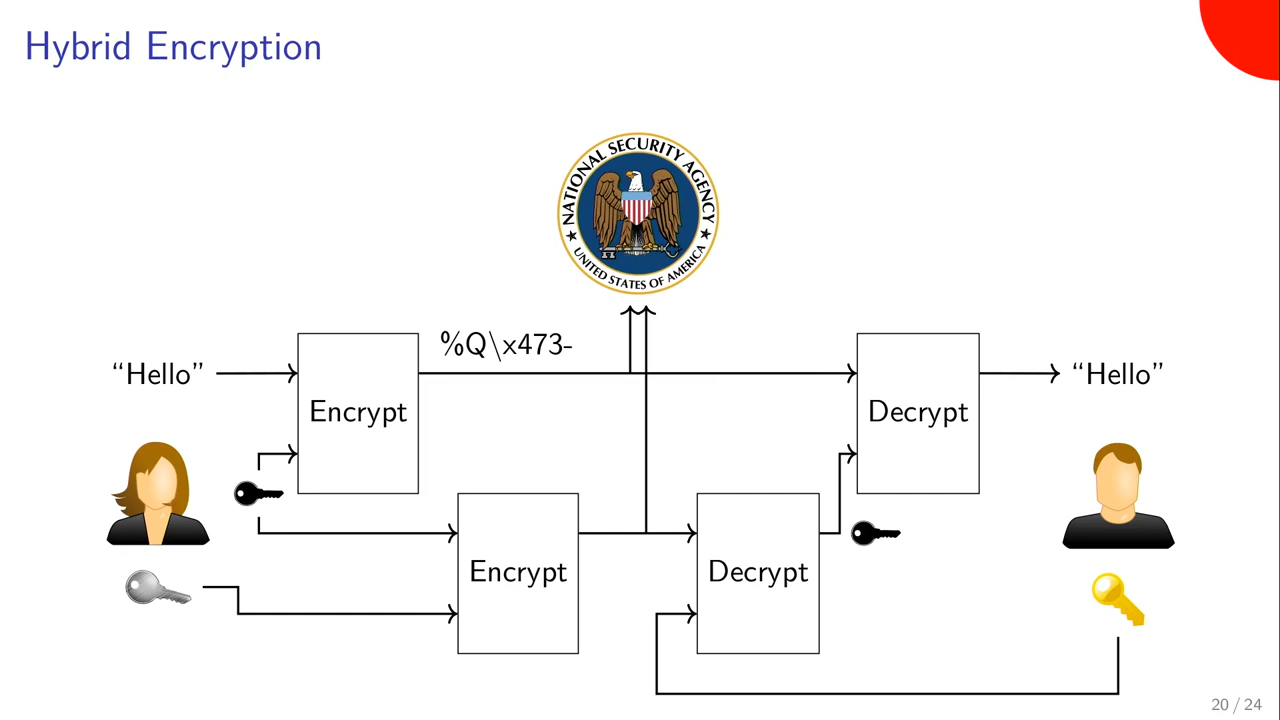 Hybrid Encryption
NATIONAL SECURITY AGENCY
UNITED STATES OF AMERICA
%Q\x473-
“Hello”
“Hello”
Encrypt
Decrypt
Encrypt
Decrypt
20 / 24